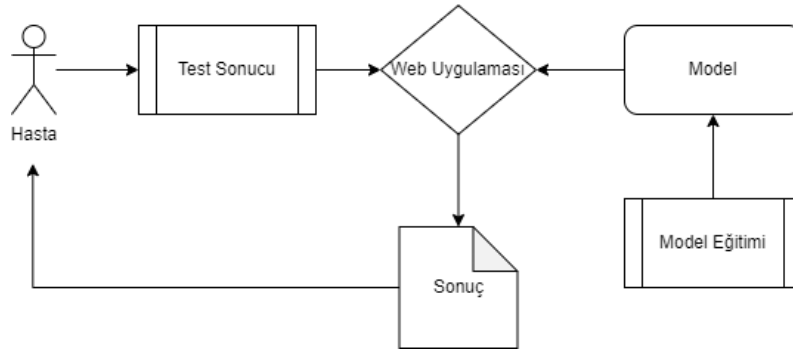 Test Sonucu
Web Uygulaması
Model
Hasta
Model Eğitimi
Sonuç